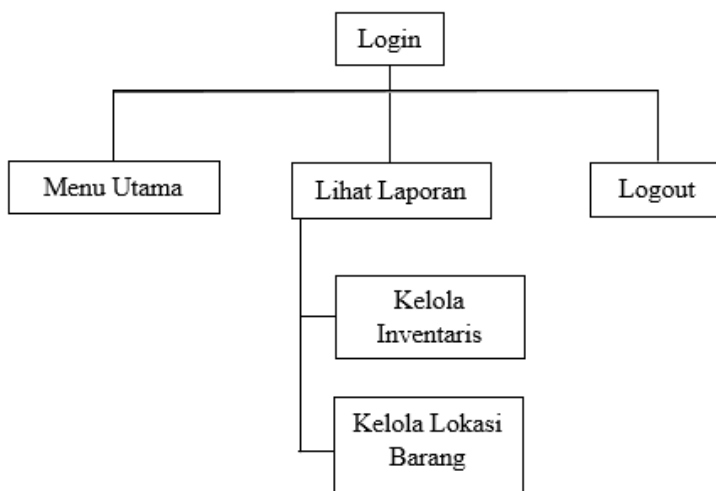 Login
Menu Utama
Lihat Laporan
Logout
Kelola
Inventaris
Kelola Lokasi
Barang